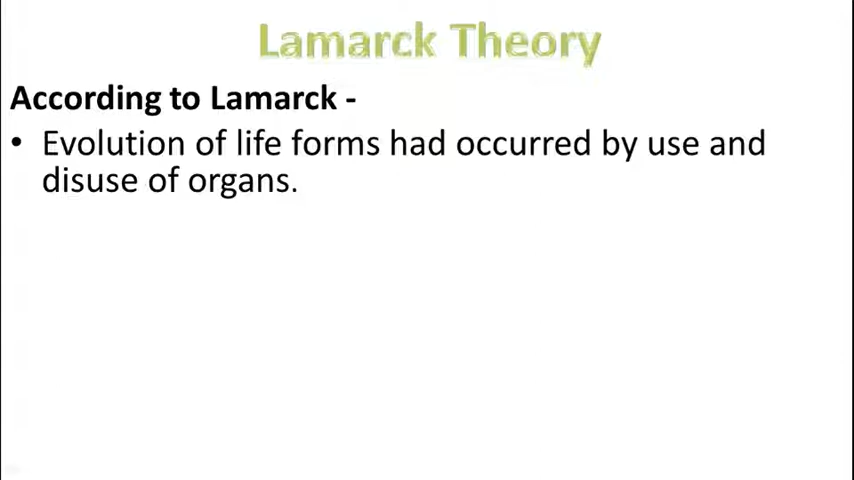 Lamarck Theory
According to Lamarck -
• Evolution of life forms had occurred by use and
disuse of organs.